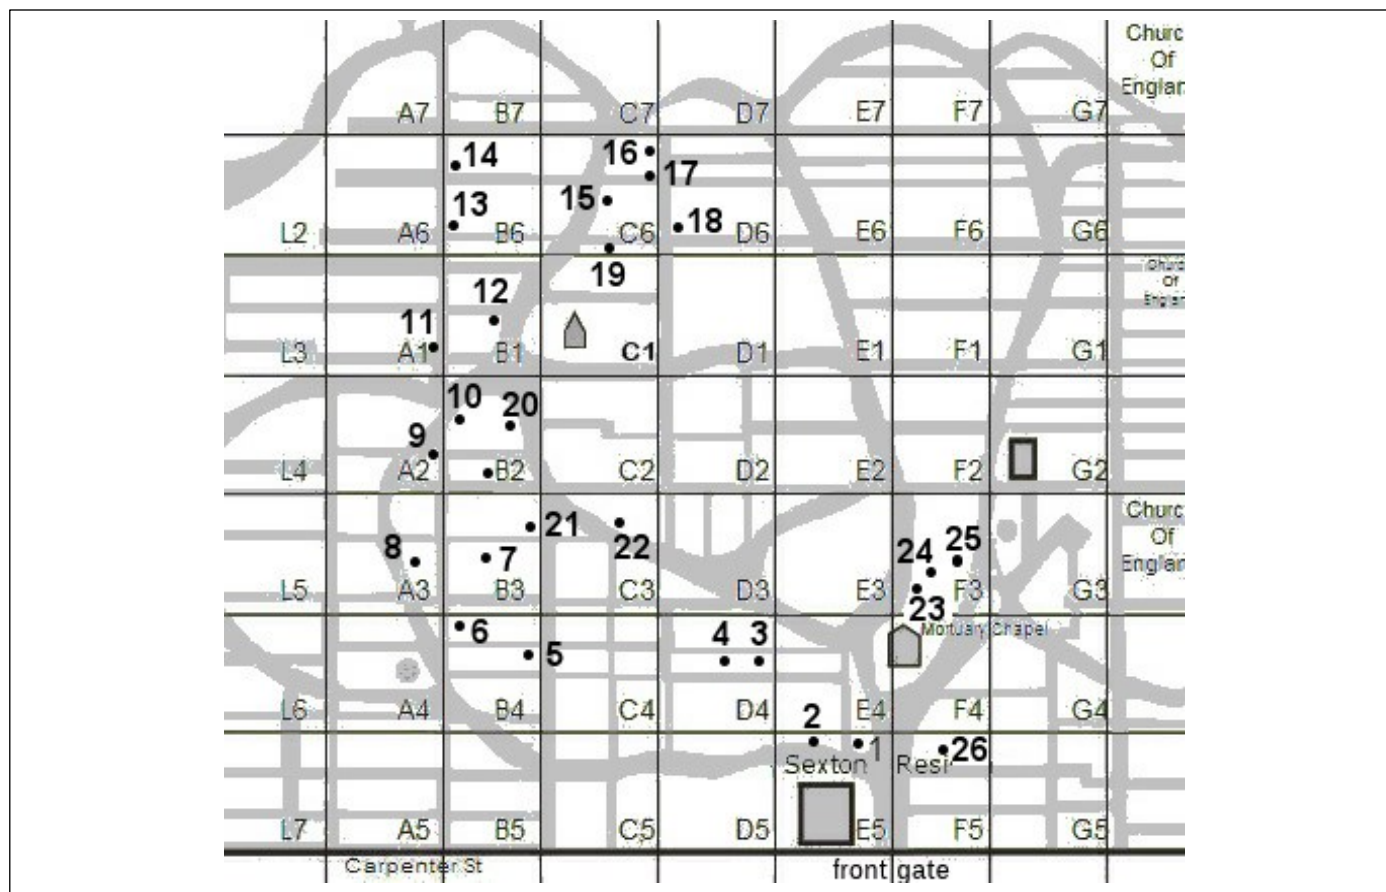 Churc
Of
Englan
A7 B7 C7 D7 E7 F7 G7
14 16 17
15
13 18
L2 A6 B6 C6 D6 E6 F6 G6
19
Churc
Of
Englan
12
11
L3 A1 B1 C1 D1 E1 F1 G1
10 20
9
L4 A2 B2 C2 D2 E2 F2 G2
Churc
Of
Englan
21 22
8 7
24 25
L5 A3 B3 C3 D3 E3 F3 G3
23
Mortuary Chapel
6 5 4 3
L6 A4 B4 C4 D4 E4 F4 G4
2 1 26
Sexton Resi
L7 A5 B5 C5 D5 E5 F5 G5
Carpenter St front gate